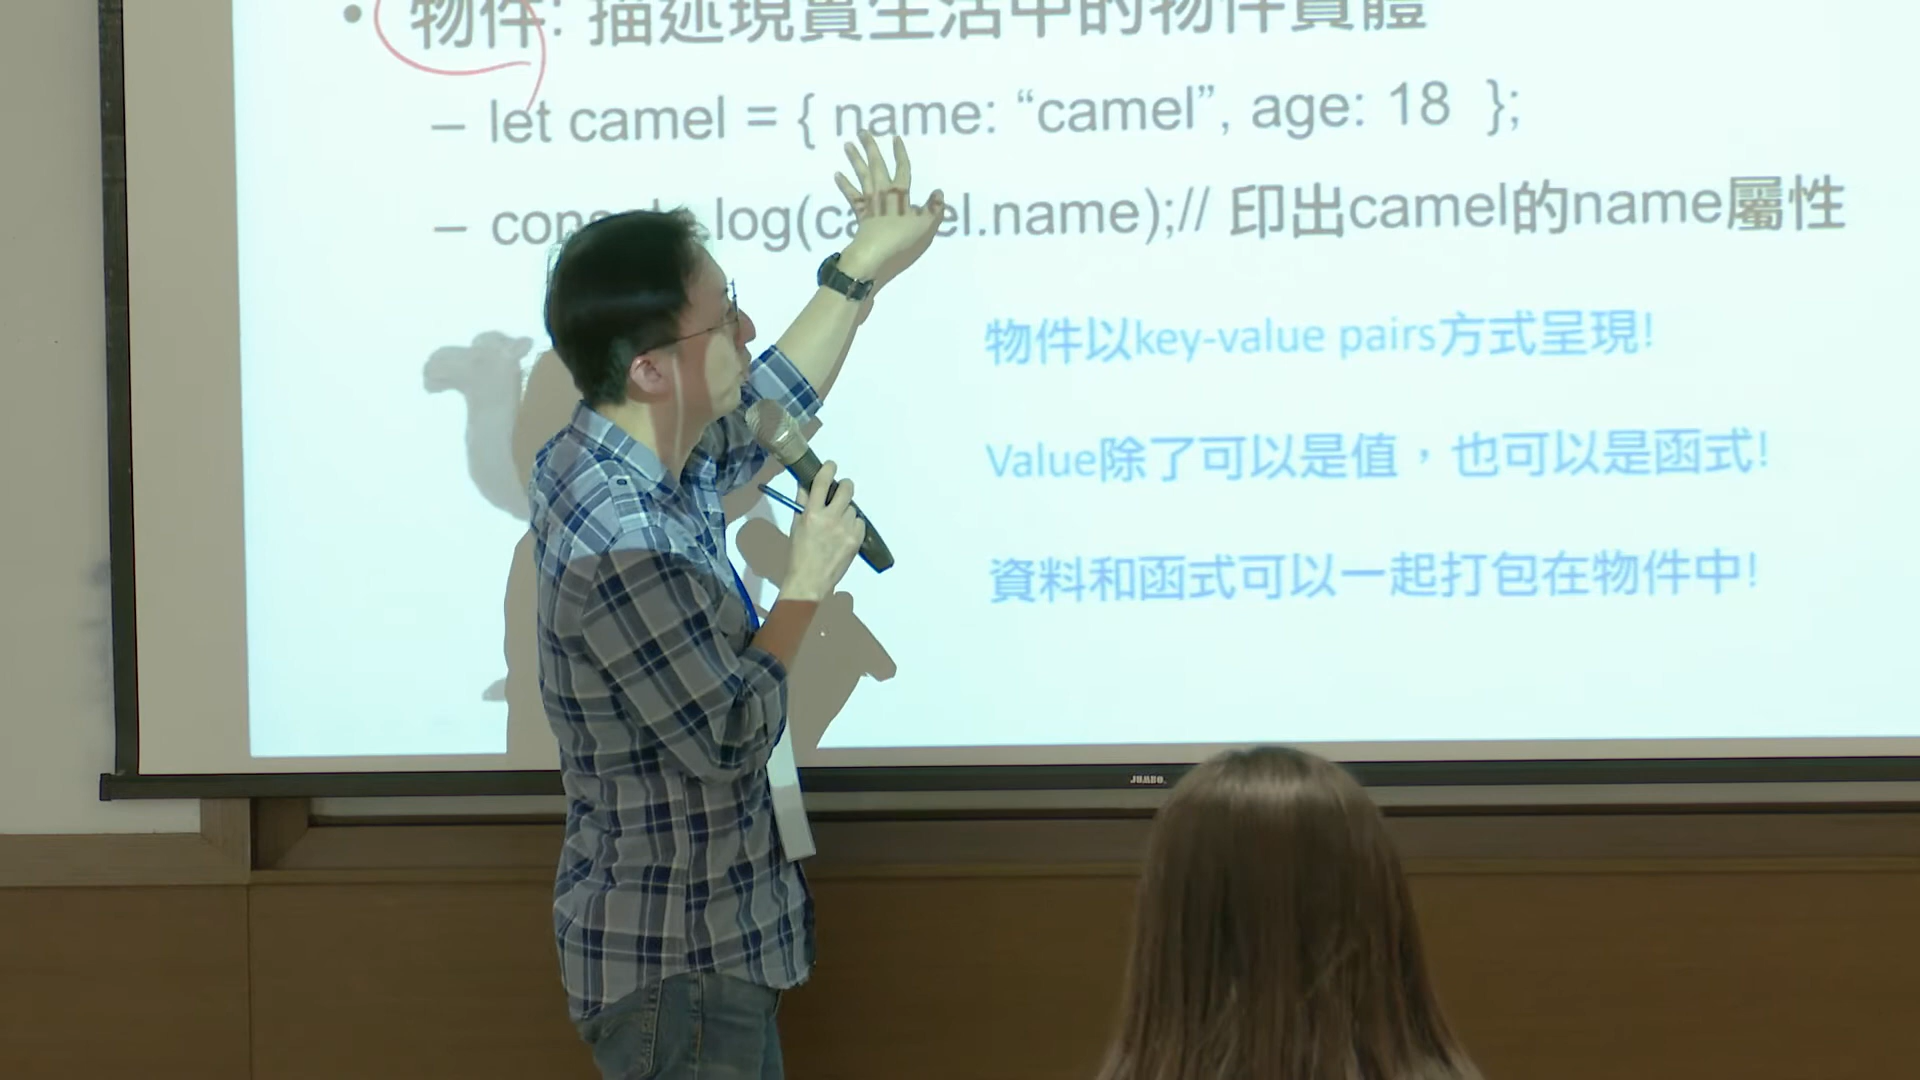 • 物件: 描述現實生活中的物件實體
– let camel = { name: “camel”, age: 18 };
– console.log(camel.name);// 印出camel的name屬性
物件以key-value pairs方式呈現!
Value除了可以是值，也可以是函式!
資料和函式可以一起打包在物件中!
JUMBO